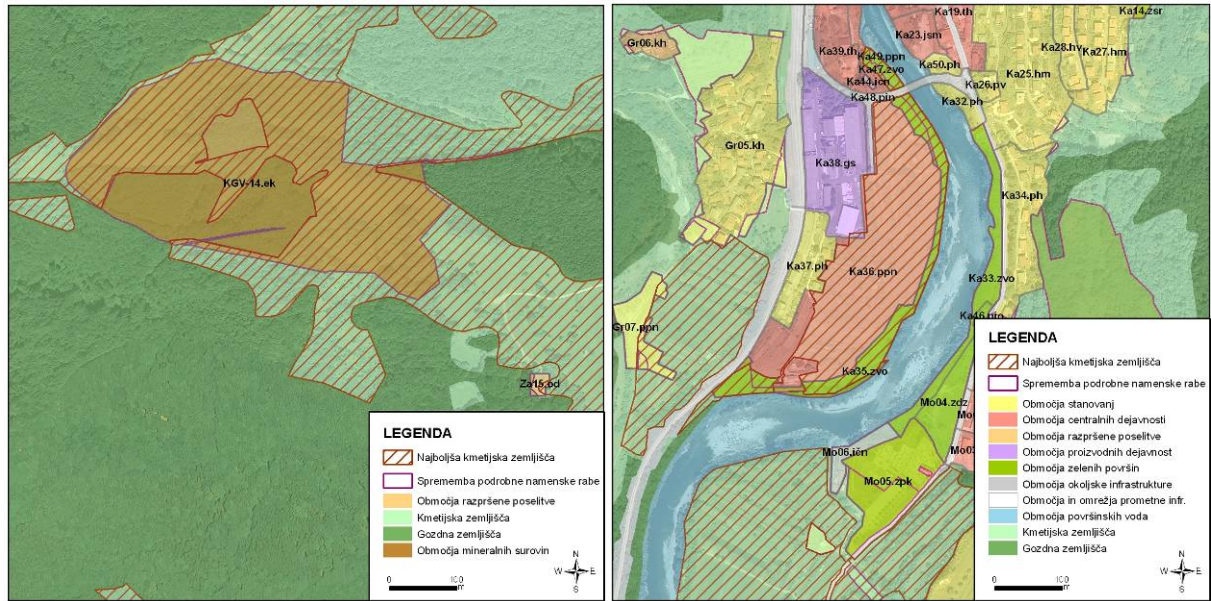 KGV-14.ek
Za15.od
LEGENDA
Najboljša kmetijska zemljišča
Sprememba podrobne namenske rabe
Območja razpršene poselitve
Kmetijska zemljišča
Gozdna zemljišča
Območja mineralnih surovin
0 100
m
N
W E
S
Gr06.kh
Ka39.th
Ka49.ppn
Ka47.zvo
Ka44.ičn
Ka48.pin
Ka23.jsm
Ka19.th
Ka50.ph
Ka26.pv
Ka32.ph
Ka14.zsr
Ka28.hv
Ka27.hm
Ka25.hm
Gr05.kh
Ka38.gs
Ka34.ph
Ka37.ph
Ka36.ppn
Ka33.zvo
Gr07.ppn
Ka35.zvo
Mo04.zdz
Mo06.ičn
Mo05.zpk
LEGENDA
Najboljša kmetijska zemljišča
Sprememba podrobne namenske rabe
Območja stanovanj
Območja centralnih dejavnosti
Območja razpršene poselitve
Območja proizvodnih dejavnost
Območja zelenih površin
Območja okoljske infrastrukture
Območja in omrežja prometne infr.
Območja površinskih voda
Kmetijska zemljišča
Gozdna zemljišča
0 100
m
N
W E
S